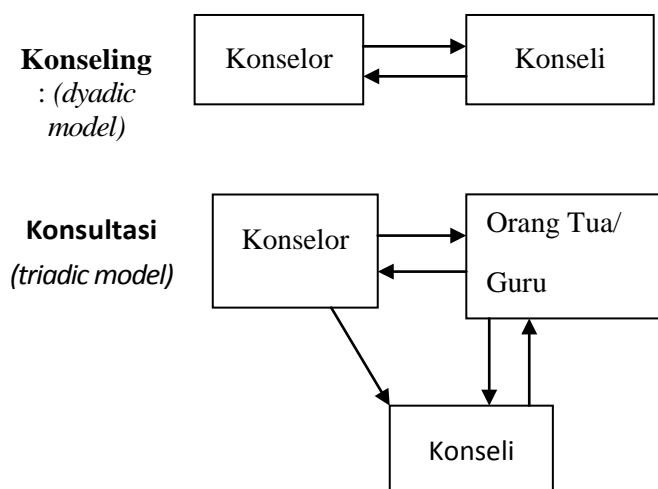 Konseling
: (dyadic
model)
Konselor
Konseli
Konsultasi
(triadic model)
Konselor
Orang Tua/
Guru
Konseli